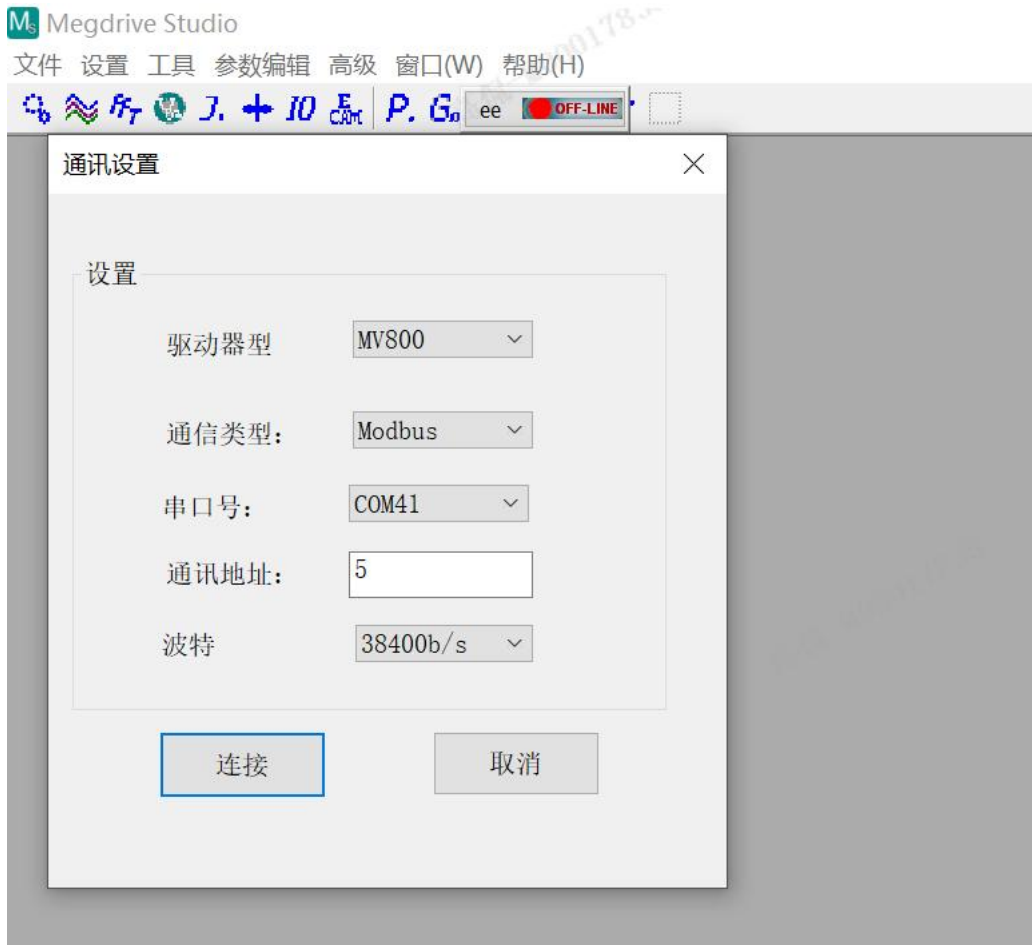 Megdrive Studio
文件 设置 工具 参数编辑 高级 窗口(W) 帮助(H)
J. IO E CAM P. ee OFF-LINE
通讯设置
设置
驱动器型 MV800
通信类型: Modbus
串口号: COM41
通讯地址: 5
波特 38400b/s
连接 取消